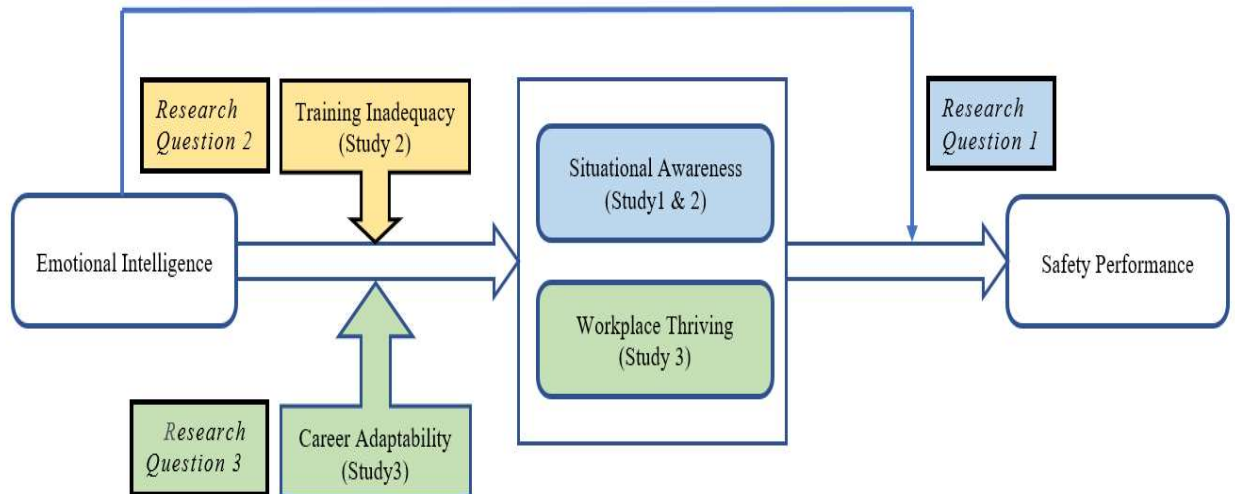 Research
Question 2
Training Inadequacy
(Study 2)
Research
Question 1
Situational Awareness
(Study1 & 2)
Emotional Intelligence
Safety Performance
Workplace Thriving
(Study 3)
Research
Question 3
Career Adaptability
(Study3)